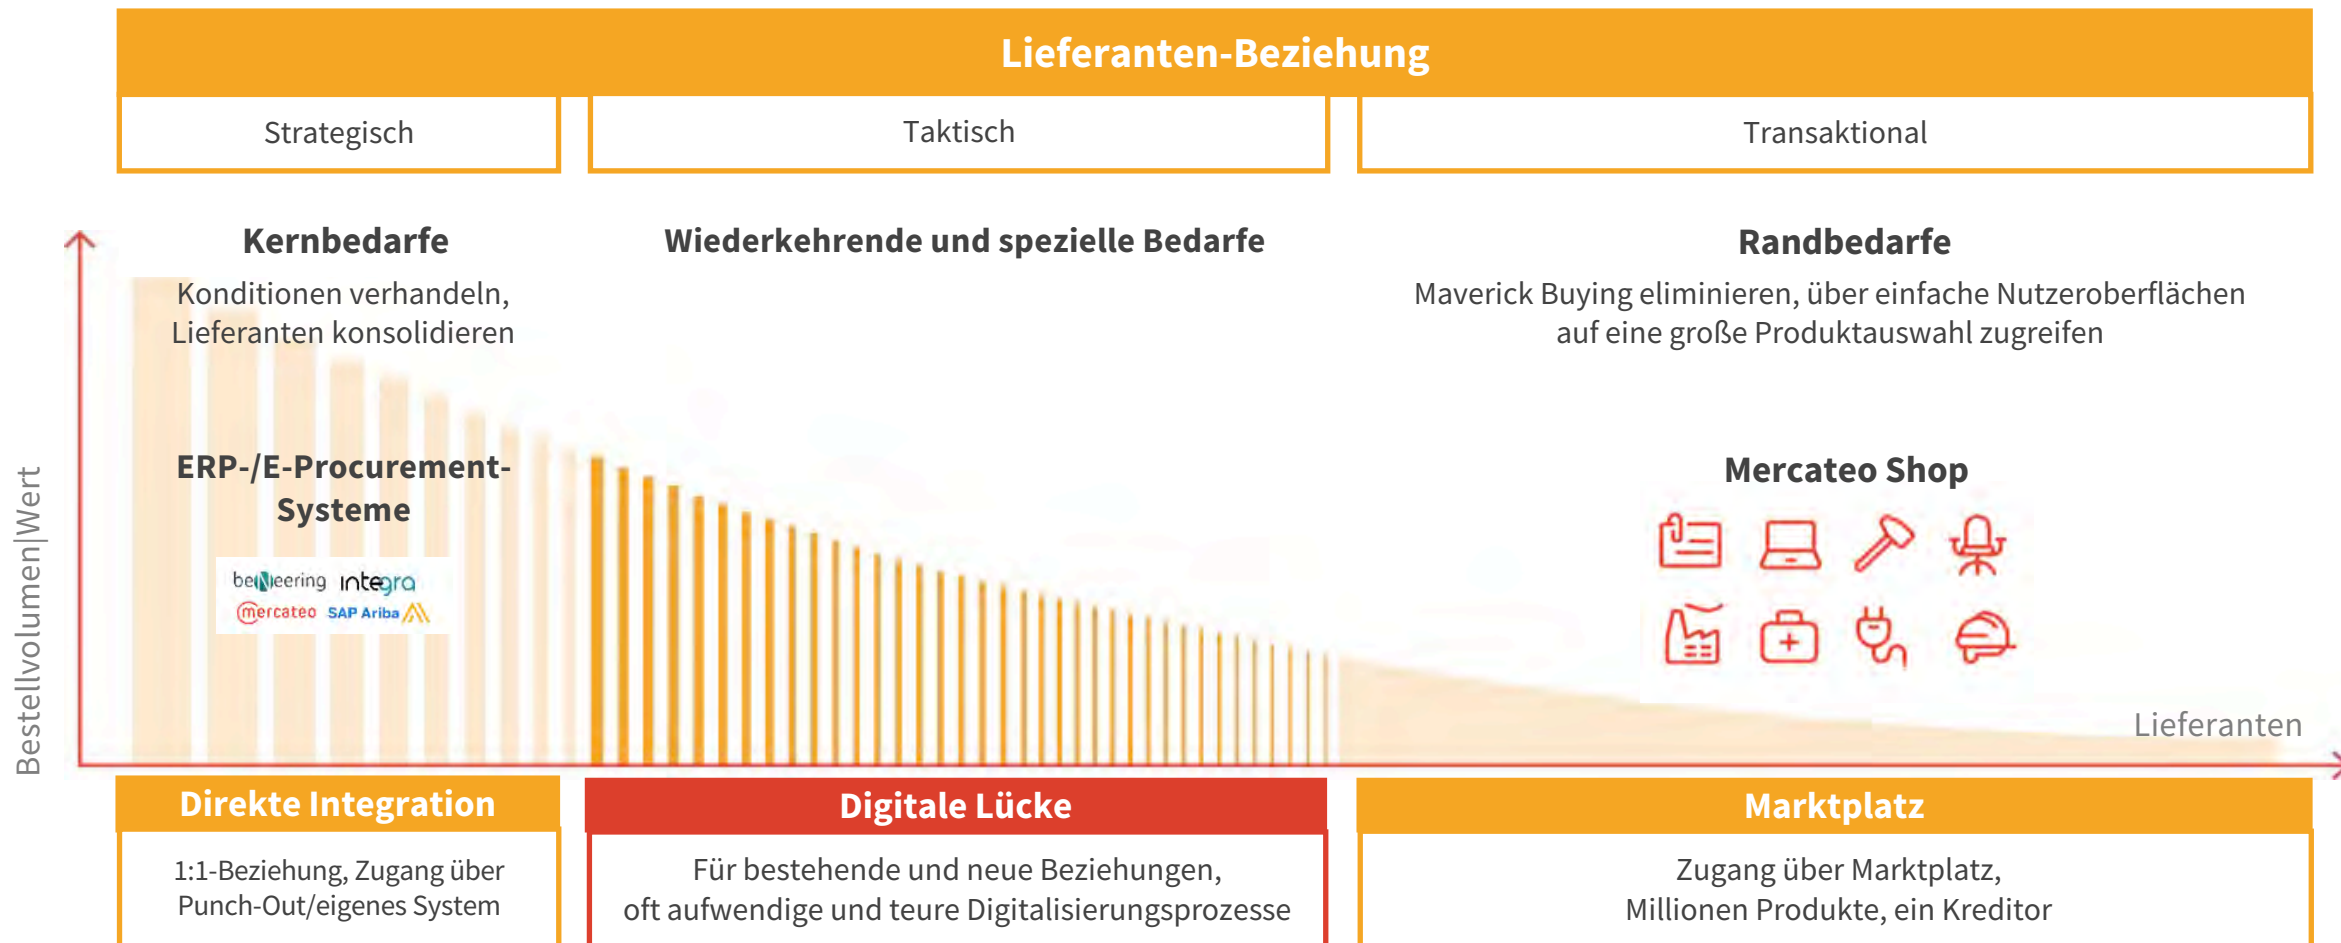 Lieferanten-Beziehung
Strategisch
Taktisch
Transaktional
Kernbedarfe
Konditionen verhandeln,
Lieferanten konsolidieren
Wiederkehrende und spezielle Bedarfe
Randbedarfe
Maverick Buying eliminieren, über einfache Nutzeroberflächen
auf eine große Produktauswahl zugreifen
ERP-/E-Procurement-
Systeme
beNeering integra
mercateo SAP Ariba
Mercateo Shop
Bestellvolumen|Wert
Lieferanten
Direkte Integration
1:1-Beziehung, Zugang über
Punch-Out/eigenes System
Digitale Lücke
Für bestehende und neue Beziehungen,
oft aufwendige und teure Digitalisierungsprozesse
Marktplatz
Zugang über Marktplatz,
Millionen Produkte, ein Kreditor